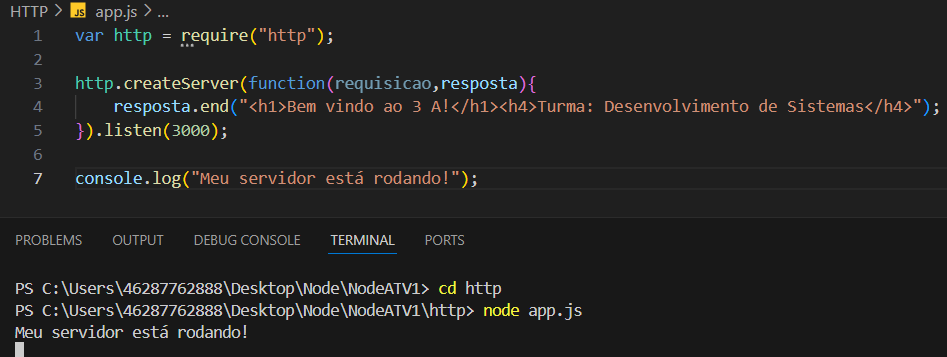 HTTP > JS app.js > ...
1 var http = require("http");
2
3 http.createServer(function(requisicao,resposta){
4 resposta.end("<h1>Bem vindo ao 3 A!</h1><h4>Turma: Desenvolvimento de Sistemas</h4>");
5 }).listen(3000);
6
7 console.log("Meu servidor está rodando!");
PROBLEMS OUTPUT DEBUG CONSOLE TERMINAL PORTS
PS C:\Users\46287762888\Desktop\Node\NodeATV1> cd http
PS C:\Users\46287762888\Desktop\Node\NodeATV1\http> node app.js
Meu servidor está rodando!